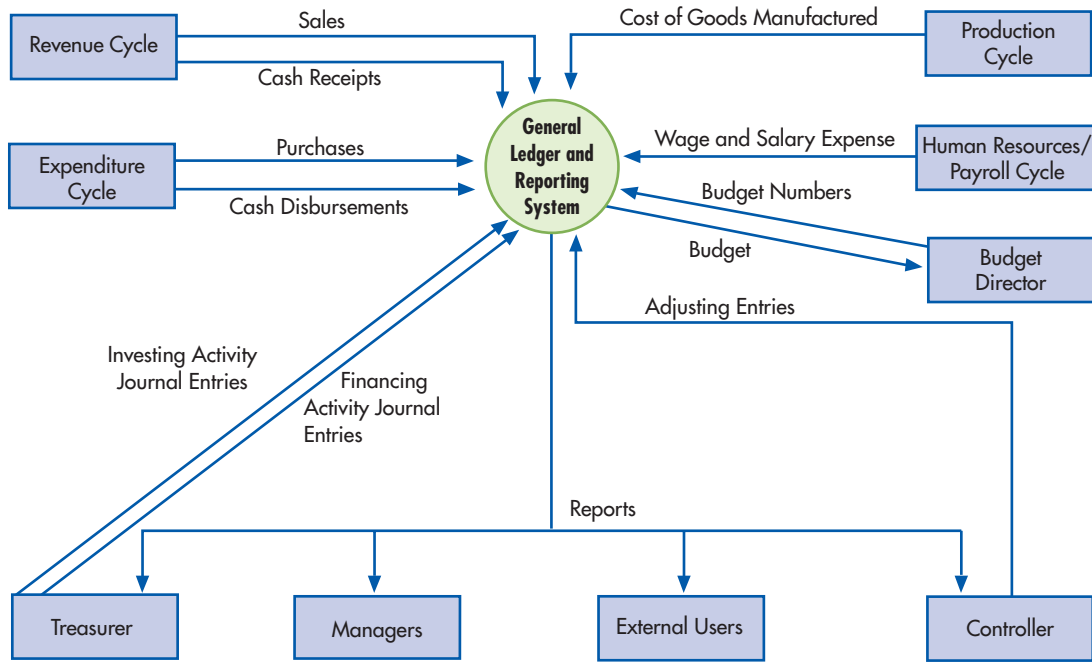 Sales
Cost of Goods Manufactured
Revenue Cycle
Production
Cycle
Cash Receipts
General
Ledger and
Reporting
System
Purchases
Wage and Salary Expense
Expenditure
Cycle
Human Resources/
Payroll Cycle
Cash Disbursements
Budget Numbers
Budget
Budget
Director
Adjusting Entries
Investing Activity
Journal Entries
Financing
Activity Journal
Entries
Reports
Treasurer
Managers
External Users
Controller